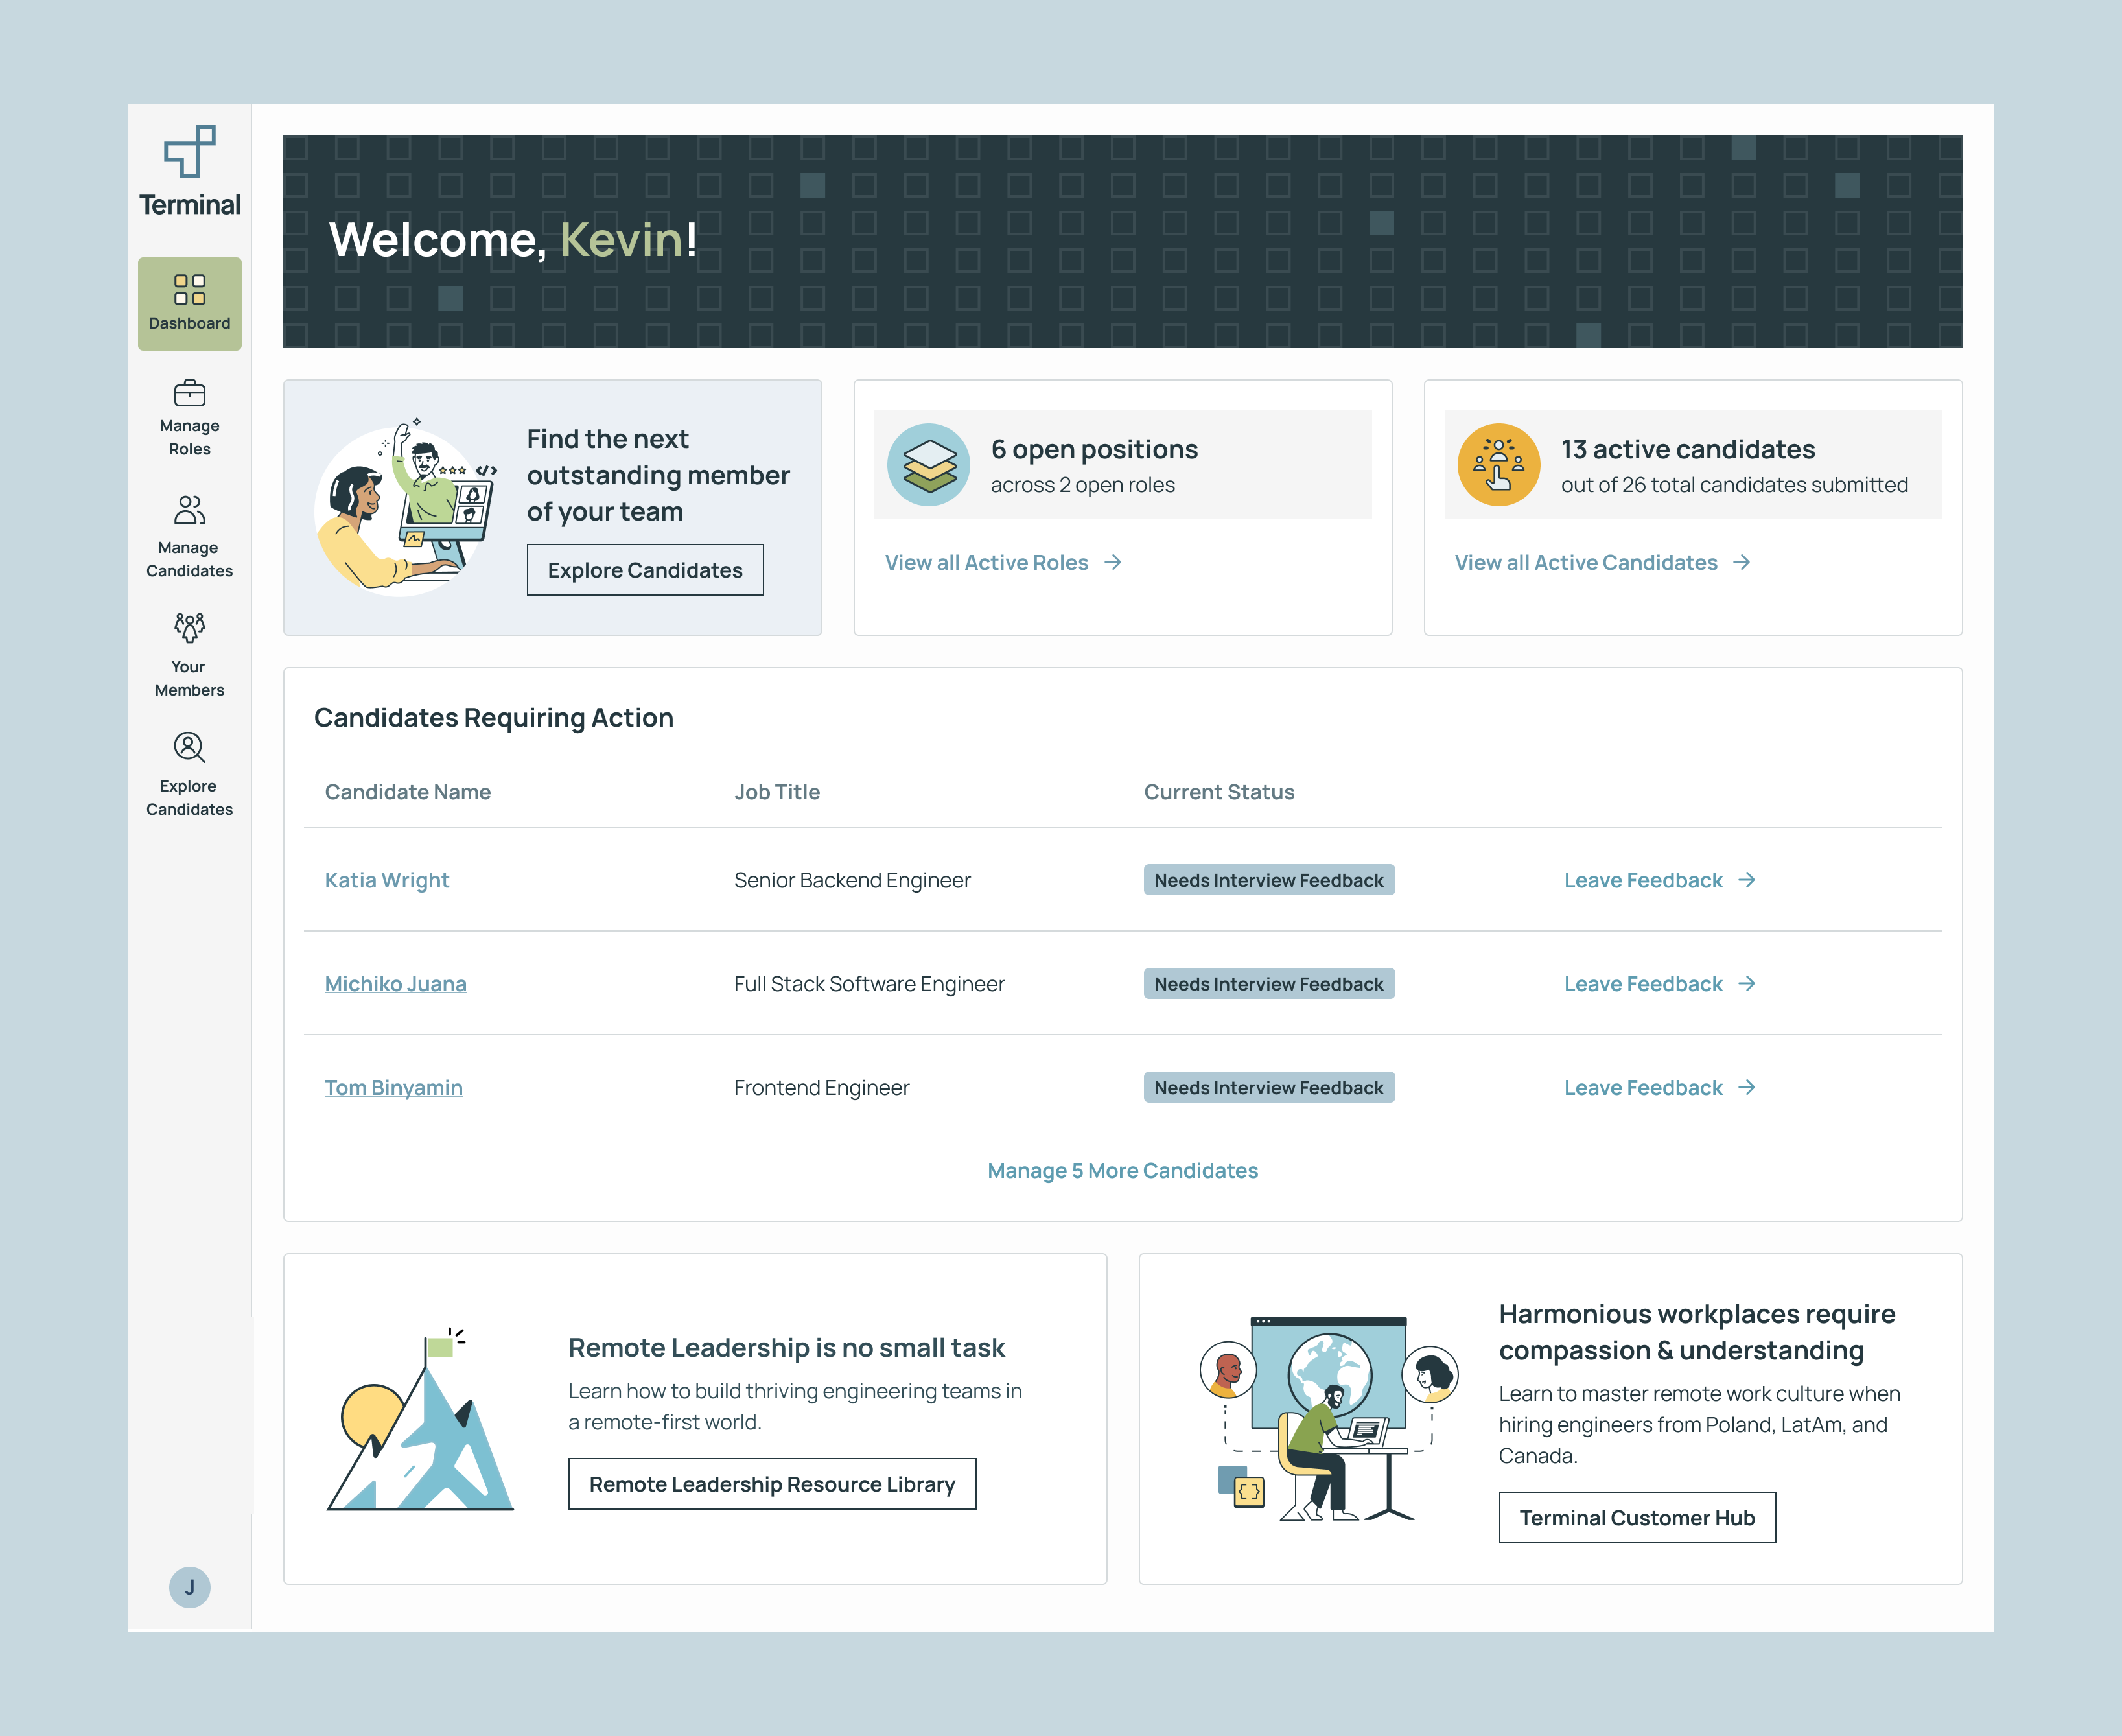 Terminal
Dashboard
Manage
Roles
Manage
Candidates
Your
Members
Explore
Candidates
J
Welcome, Kevin!
Find the next
outstanding member
of your team
Explore Candidates
6 open positions
across 2 open roles
View all Active Roles →
13 active candidates
out of 26 total candidates submitted
View all Active Candidates →
Candidates Requiring Action
Candidate Name Job Title Current Status
Katia Wright Senior Backend Engineer Needs Interview Feedback Leave Feedback →
Michiko Juana Full Stack Software Engineer Needs Interview Feedback Leave Feedback →
Tom Binyamin Frontend Engineer Needs Interview Feedback Leave Feedback →
Manage 5 More Candidates
Remote Leadership is no small task
Learn how to build thriving engineering teams in
a remote-first world.
Remote Leadership Resource Library
Harmonious workplaces require
compassion & understanding
Learn to master remote work culture when
hiring engineers from Poland, LatAm, and
Canada.
Terminal Customer Hub